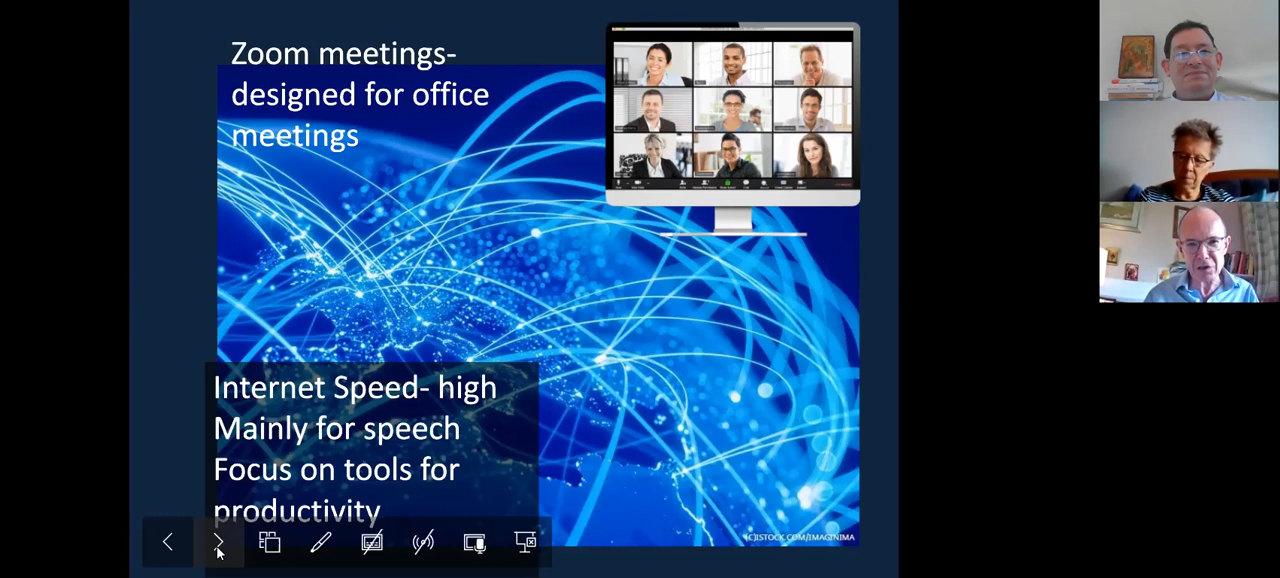 Zoom meetings-
designed for office
meetings
Internet Speed- high
Mainly for speech
Focus on tools for
productivity
(C)ISTOCK.COM/IMAGINIMA